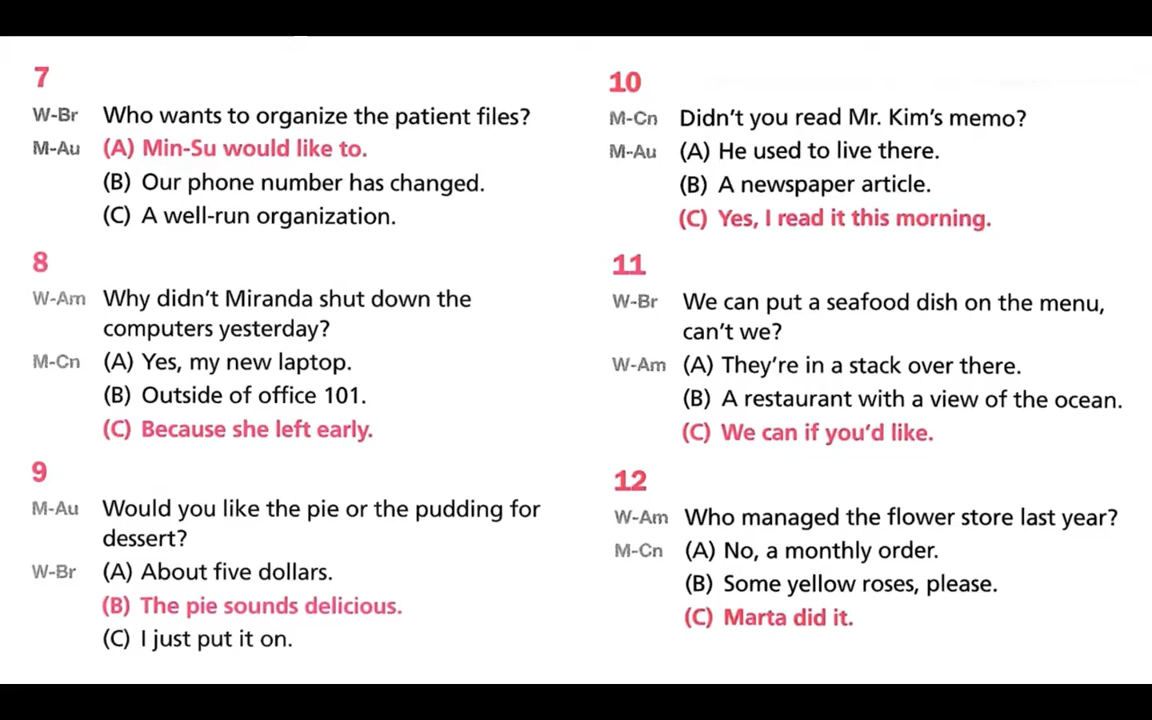 7
W-Br Who wants to organize the patient files?
M-Au (A) Min-Su would like to.
(B) Our phone number has changed.
(C) A well-run organization.
8
W-Am Why didn't Miranda shut down the
computers yesterday?
M-Cn (A) Yes, my new laptop.
(B) Outside of office 101.
(C) Because she left early.
9
M-Au Would you like the pie or the pudding for
dessert?
W-Br (A) About five dollars.
(B) The pie sounds delicious.
(C) I just put it on.
10
M-Cn Didn't you read Mr. Kim's memo?
M-Au (A) He used to live there.
(B) A newspaper article.
(C) Yes, I read it this morning.
11
W-Br We can put a seafood dish on the menu,
can't we?
W-Am (A) They're in a stack over there.
(B) A restaurant with a view of the ocean.
(C) We can if you'd like.
12
W-Am Who managed the flower store last year?
M-Cn (A) No, a monthly order.
(B) Some yellow roses, please.
(C) Marta did it.